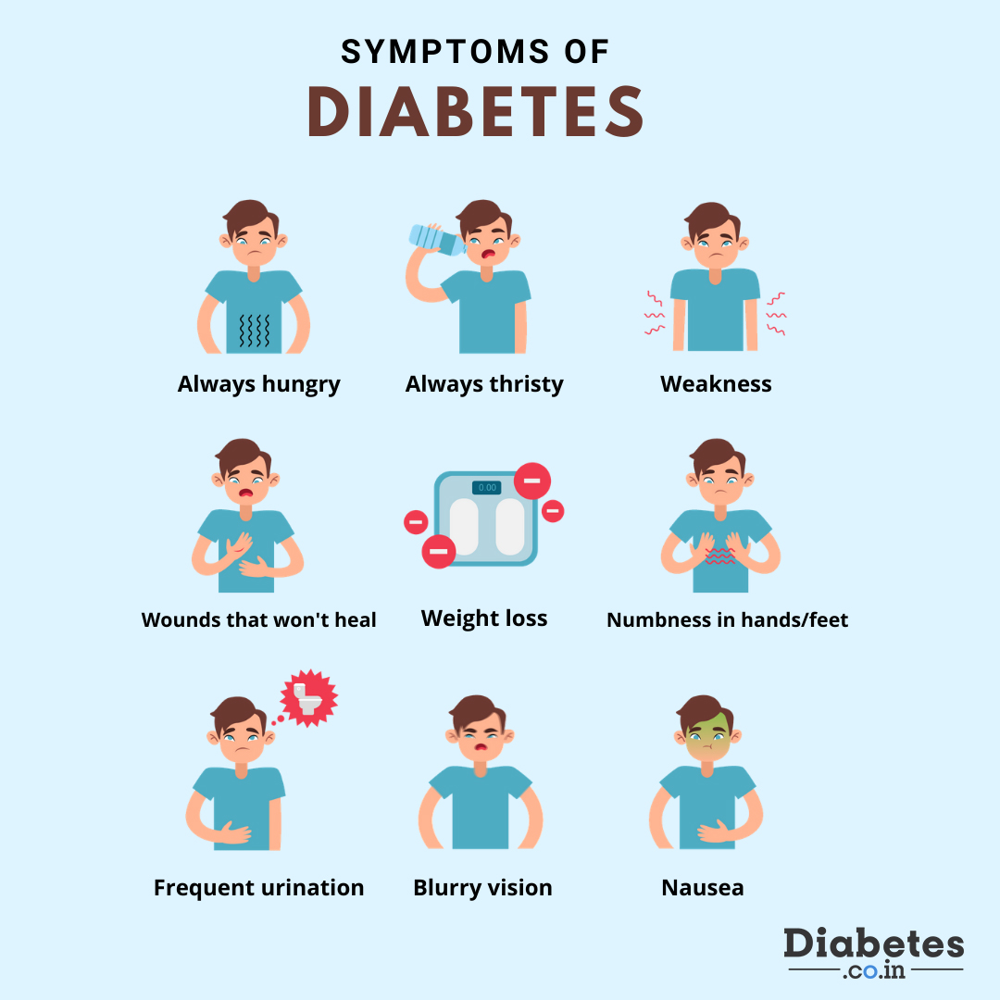 SYMPTOMS OF
DIABETES
Always hungry
Always thristy
Weakness
0.00
Wounds that won't heal
Weight loss
Numbness in hands/feet
Frequent urination
Blurry vision
Nausea
Diabetes
.co.in